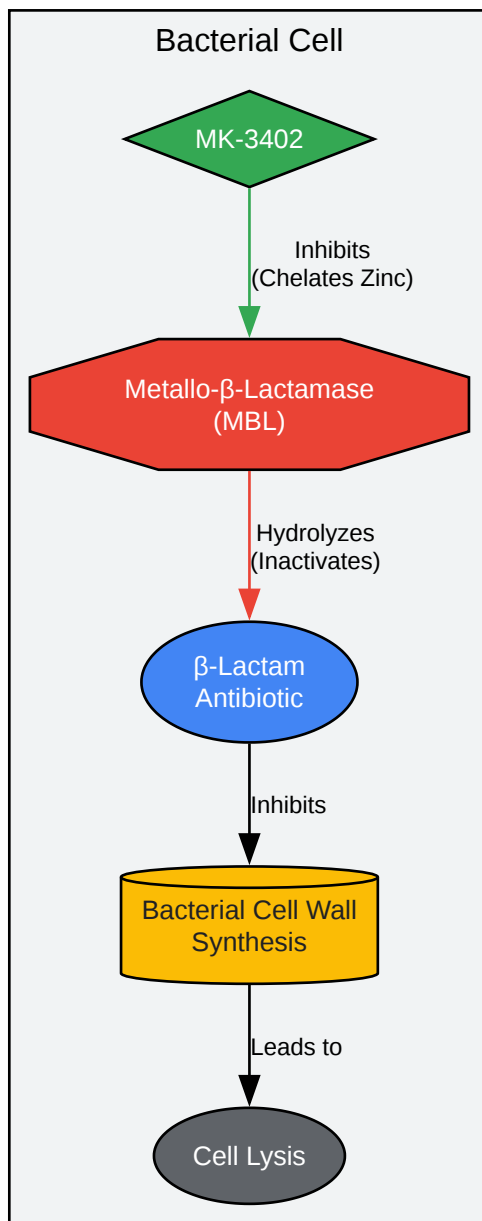 Bacterial Cell
MK-3402
Inhibits
(Chelates Zinc)
Metallo-β-Lactamase
(MBL)
Hydrolyzes
(Inactivates)
β-Lactam
Antibiotic
Inhibits
Bacterial Cell Wall
Synthesis
Leads to
Cell Lysis